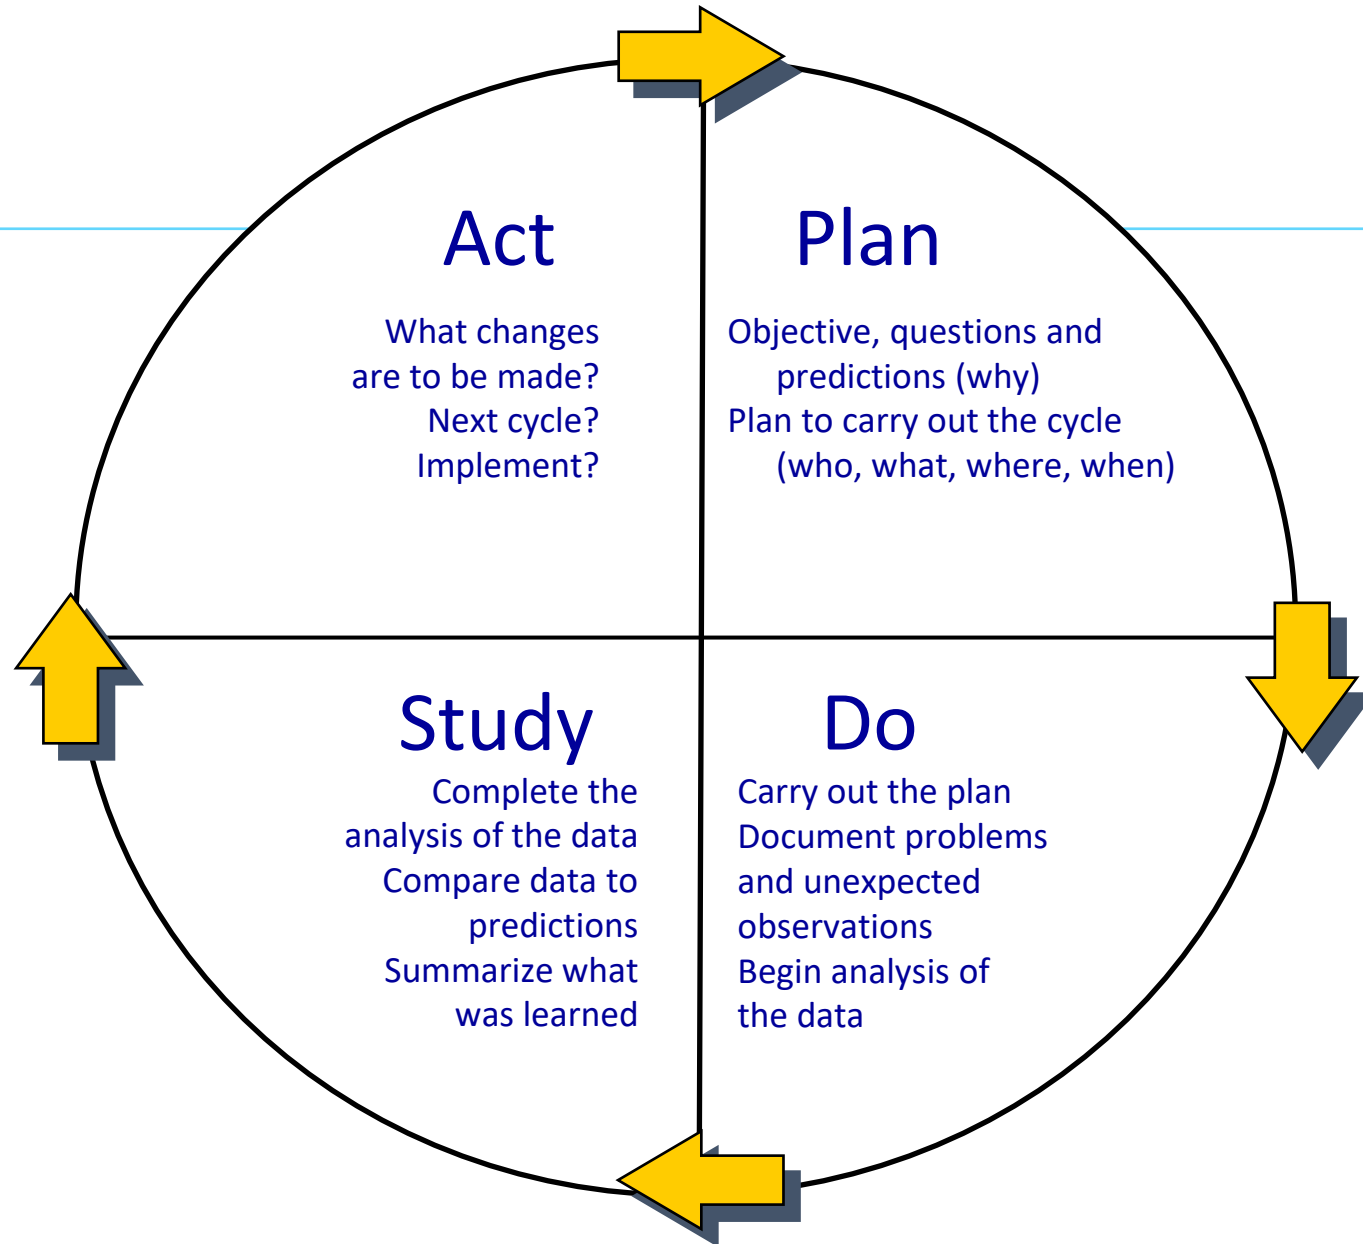 Act
What changes
are to be made?
Next cycle?
Implement?
Plan
Objective, questions and
predictions (why)
Plan to carry out the cycle
(who, what, where, when)
Study
Complete the
analysis of the data
Compare data to
predictions
Summarize what
was learned
Do
Carry out the plan
Document problems
and unexpected
observations
Begin analysis of
the data